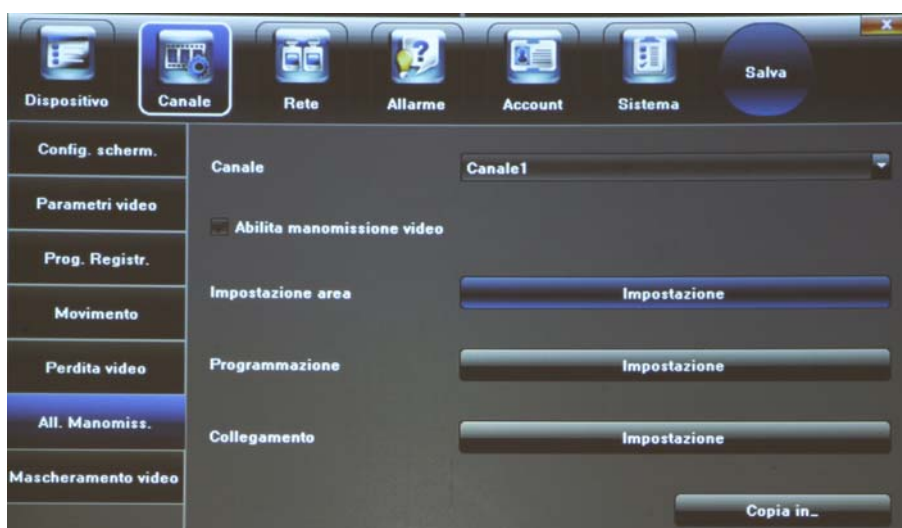 Dispositivo
Canale
Rete
Allarme
Account
Sistema
Salva
Config. scherm.
Parametri video
Prog. Registr.
Movimento
Perdita video
All. Manomiss.
Mascheramento video
Canale
Canale1
Abilita manomissione video
Impostazione area
Impostazione
Programmazione
Impostazione
Collegamento
Impostazione
Copia in_